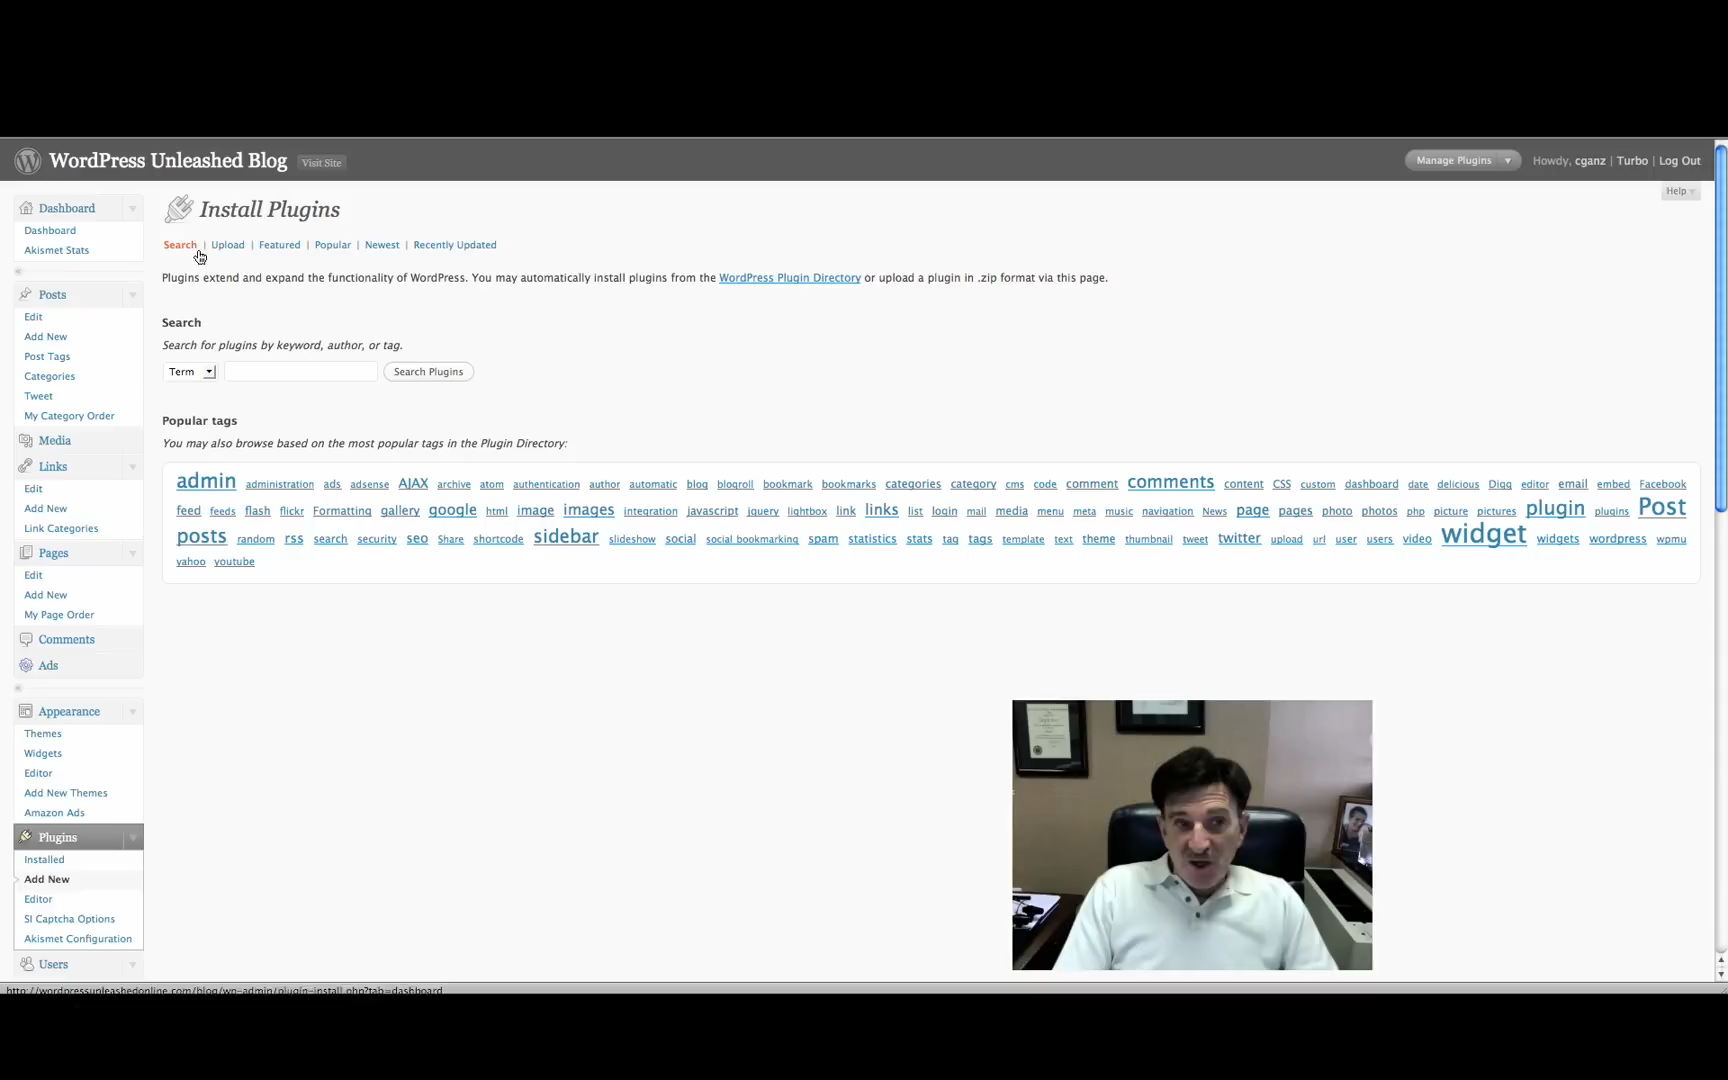 WordPress Unleashed Blog Visit Site
Manage Plugins Howdy, cganz | Turbo | Log Out
Help
Dashboard
Dashboard
Akismet Stats
Posts
Edit
Add New
Post Tags
Categories
Tweet
My Category Order
Media
Links
Edit
Add New
Link Categories
Pages
Edit
Add New
My Page Order
Comments
Ads
Appearance
Themes
Widgets
Editor
Add New Themes
Amazon Ads
Plugins
Installed
Add New
Editor
SI Captcha Options
Akismet Configuration
Users
Install Plugins
Search | Upload | Featured | Popular | Newest | Recently Updated
Plugins extend and expand the functionality of WordPress. You may automatically install plugins from the WordPress Plugin Directory or upload a plugin in .zip format via this page.
Search
Search for plugins by keyword, author, or tag.
Term Search Plugins
Popular tags
You may also browse based on the most popular tags in the Plugin Directory:
admin administration ads adsense AJAX archive atom authentication author automatic blog blogroll bookmark bookmarks categories category cms code comment comments content CSS custom dashboard date delicious Digg editor email embed Facebook
feed feeds flash flickr Formatting gallery google html image images integration javascript jquery lightbox link links list login mail media menu meta music navigation News page pages photo photos php picture pictures plugin plugins Post
posts random rss search security seo Share shortcode sidebar slideshow social social bookmarking spam statistics stats tag tags template text theme thumbnail tweet twitter upload url user users video widget widgets wordpress wpmu
yahoo youtube
http://wordpressunleashedonline.com/blog/wp-admin/plugin-install.php?tab=dashboard